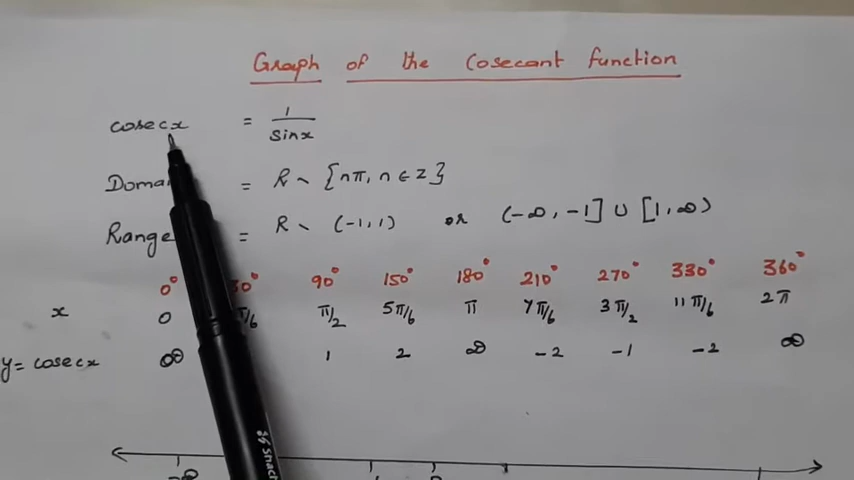 Graph of the Cosecant function
cosecx = 1/sinx
= R ∖ {nπ, n ∈ Z}
Range = R ∖ (-1,1) or (-∞, -1] ∪ [1, ∞)
0° 90° 150° 180° 210° 270° 330° 360°
x 0 π/2 5π/6 π 7π/6 3π/2 11π/6 2π
y = cosecx ∞ 1 2 ∞ -2 -1 -2 ∞